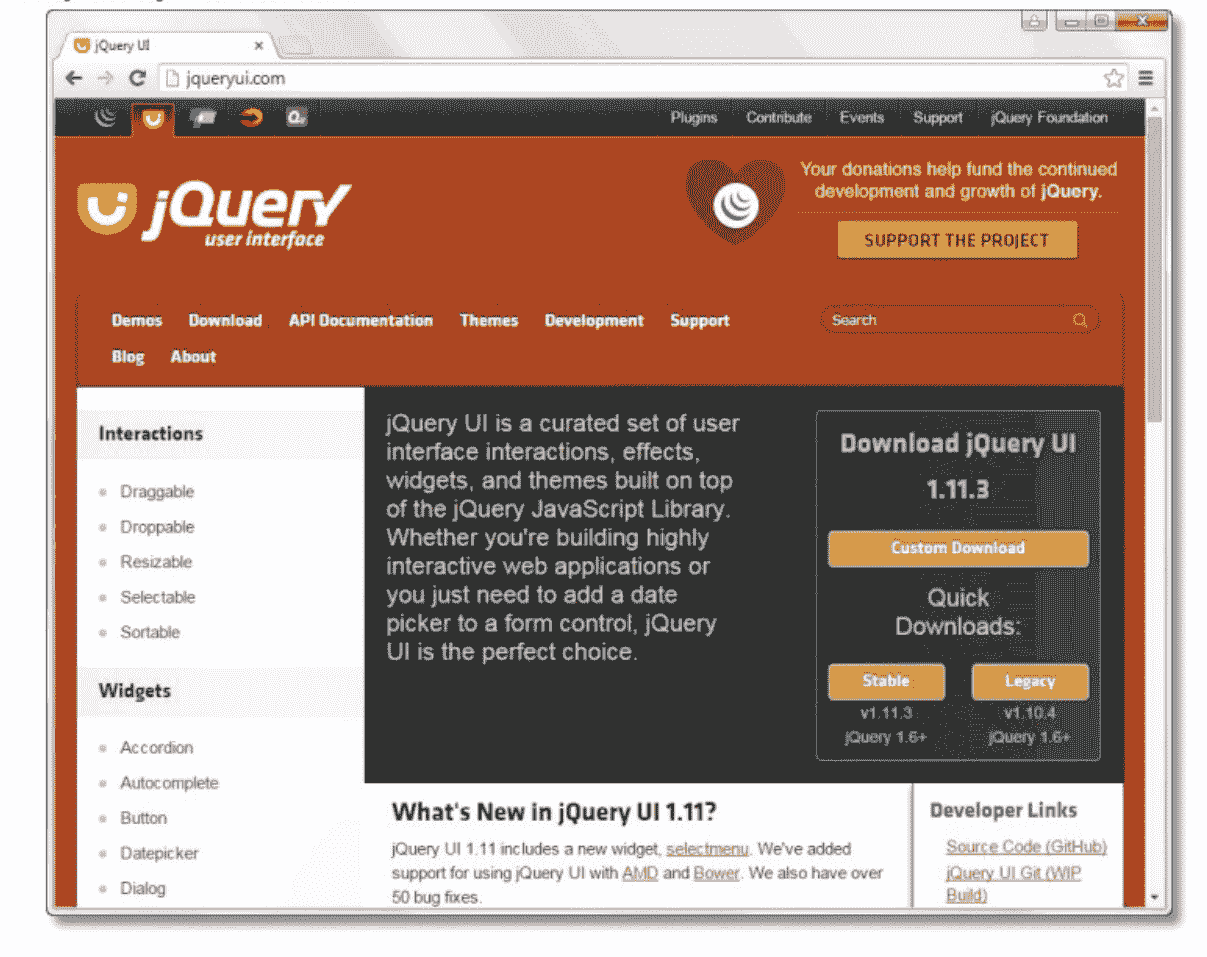 jQuery UI
jqueryui.com
Plugins Contribute Events Support jQuery Foundation
jQuery
user interface
Your donations help fund the continued
development and growth of jQuery.
SUPPORT THE PROJECT
Demos Download API Documentation Themes Development Support
Search
Blog About
Interactions
Draggable
Droppable
Resizable
Selectable
Sortable
Widgets
Accordion
Autocomplete
Button
Datepicker
Dialog
jQuery UI is a curated set of user
interface interactions, effects,
widgets, and themes built on top
of the jQuery JavaScript Library.
Whether you're building highly
interactive web applications or
you just need to add a date
picker to a form control, jQuery
UI is the perfect choice.
Download jQuery UI
1.11.3
Custom Download
Quick
Downloads:
Stable Legacy
v1.11.3 v1.10.4
jQuery 1.6+ jQuery 1.6+
What's New in jQuery UI 1.11?
jQuery UI 1.11 includes a new widget, selectmenu. We've added
support for using jQuery UI with AMD and Bower. We also have over
50 bug fixes.
Developer Links
Source Code (GitHub)
jQuery UI Git (WIP
Build)